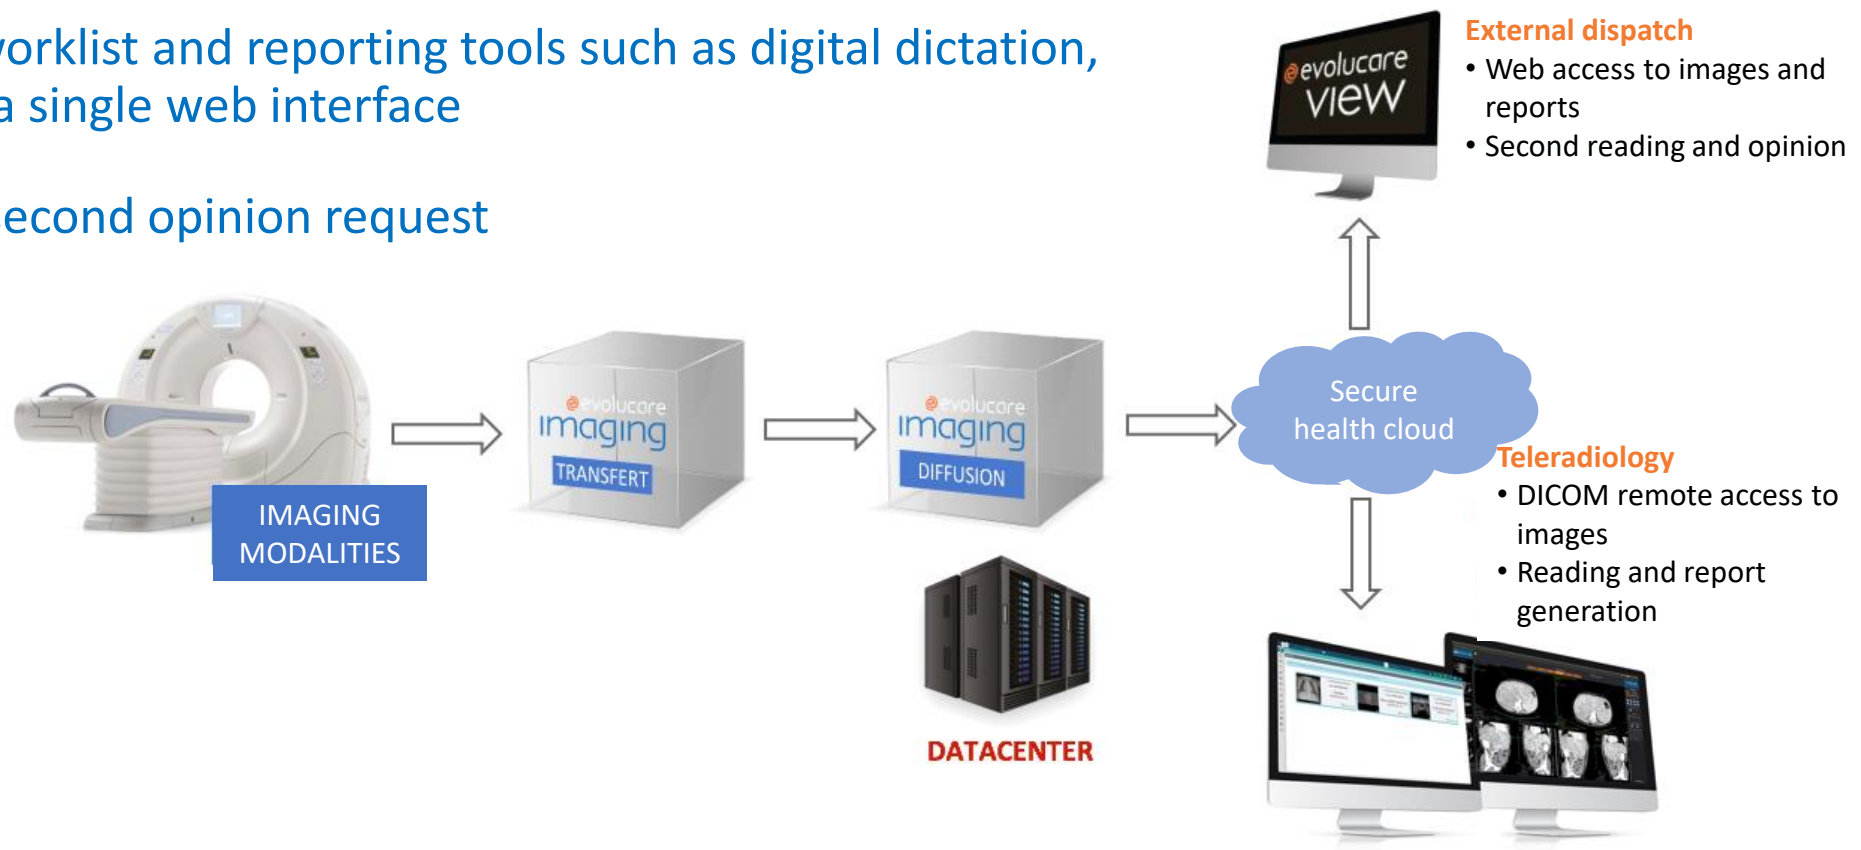 worklist and reporting tools such as digital dictation,
a single web interface
second opinion request
evolucare
VIEW
External dispatch
• Web access to images and
reports
• Second reading and opinion
evolucare
imaging
TRANSFERT
evolucare
imaging
DIFFUSION
Secure
health cloud
IMAGING
MODALITIES
Teleradiology
• DICOM remote access to
images
• Reading and report
generation
DATACENTER